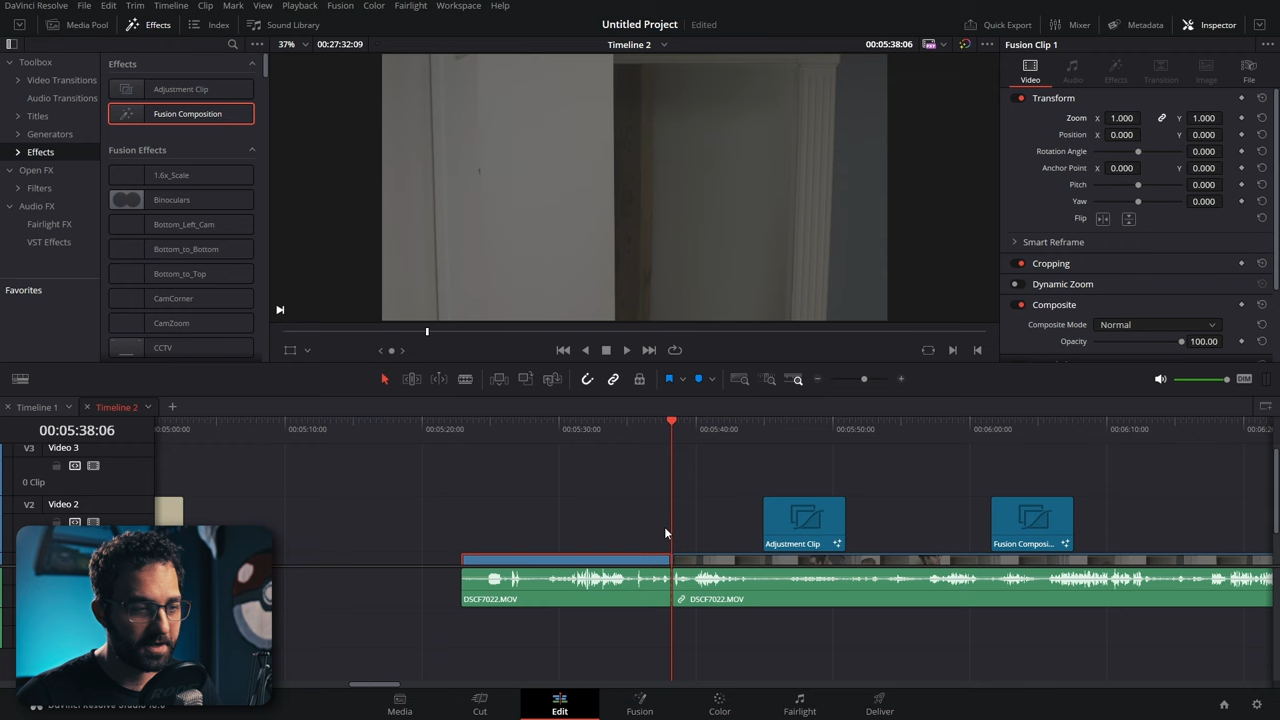 DaVinci Resolve File Edit Trim Timeline Clip Mark View Playback Fusion Color Fairlight Workspace Help
Media Pool Effects Index Sound Library Untitled Project Edited Quick Export Mixer Metadata Inspector
37% 00:27:32:09 Timeline 2 00:05:38:06 Fusion Clip 1
Toolbox
Video Transitions
Audio Transitions
Titles
Generators
Effects
Open FX
Filters
Audio FX
Fairlight FX
VST Effects
Favorites
Effects
Adjustment Clip
Fusion Composition
Fusion Effects
1.6x_Scale
Binoculars
Bottom_Left_Cam
Bottom_to_Bottom
Bottom_to_Top
CamCorner
CamZoom
CCTV
Video Audio Effects Transition Image File
Transform
Zoom X 1.000 Y 1.000
Position X 0.000 Y 0.000
Rotation Angle 0.000
Anchor Point X 0.000 Y 0.000
Pitch 0.000
Yaw 0.000
Flip
Smart Reframe
Cropping
Dynamic Zoom
Composite
Composite Mode Normal
Opacity 100.00
DIM
Timeline 1 Timeline 2
00:05:38:06
00:05:10:00 00:05:20:00 00:05:30:00 00:05:40:00 00:05:50:00 00:06:00:00 00:06:10:00
V3 Video 3
0 Clip
V2 Video 2
Adjustment Clip Fusion Composi...
DSCF7022.MOV DSCF7022.MOV
Media Cut Edit Fusion Color Fairlight Deliver